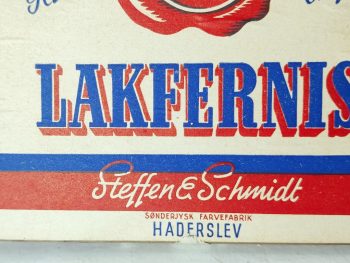 LAKFERNIS
Steffen E. Schmidt
SØNDERJYSK FARVEFABRIK
HADERSLEV